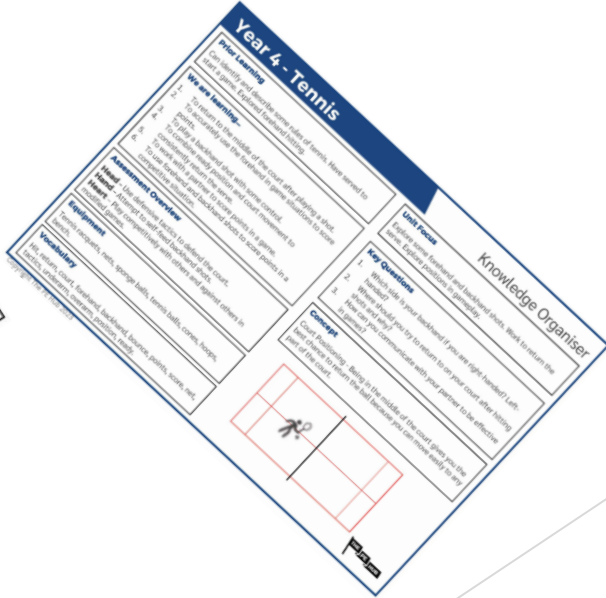 Year 4 - Tennis
Knowledge Organiser
Prior Learning
Can identify and describe some rules of tennis. Have served to
start a game. Explored forehand hitting.
We are learning...
1. To return to the middle of the court after playing a shot.
2. To accurately use the forehand in game situations to score
points.
3. To play a backhand shot with some control.
4. To combine ready position and court movement to
consistently return the serve.
5. To work with a partner to score points in a game.
6. To use forehand and backhand shots to score points in a
competitive situation.
Assessment Overview
Head - Use defensive tactics to defend the court.
Hand - Attempt to self feed backhand shots.
Heart - Play competitively with others and against others in
modified games.
Equipment
Tennis racquets, nets, sponge balls, tennis balls, cones, hoops,
bench.
Vocabulary
Hit, return, court, forehand, backhand, bounce, points, score, net,
tactics, underarm, overarm, position, ready.
Unit Focus
Explore some forehand and backhand shots. Work to return the
serve. Explore positions in gameplay.
Key Questions
1. Which side is your backhand if you are right-handed? Left-
handed?
2. Where should you try to return to on your court after hitting
shots and why?
3. How can you communicate with your partner to be effective
in games?
Concept
Court Positioning - Being in the middle of the court gives you the
best chance to return the ball because you can move easily to any
part of the court.